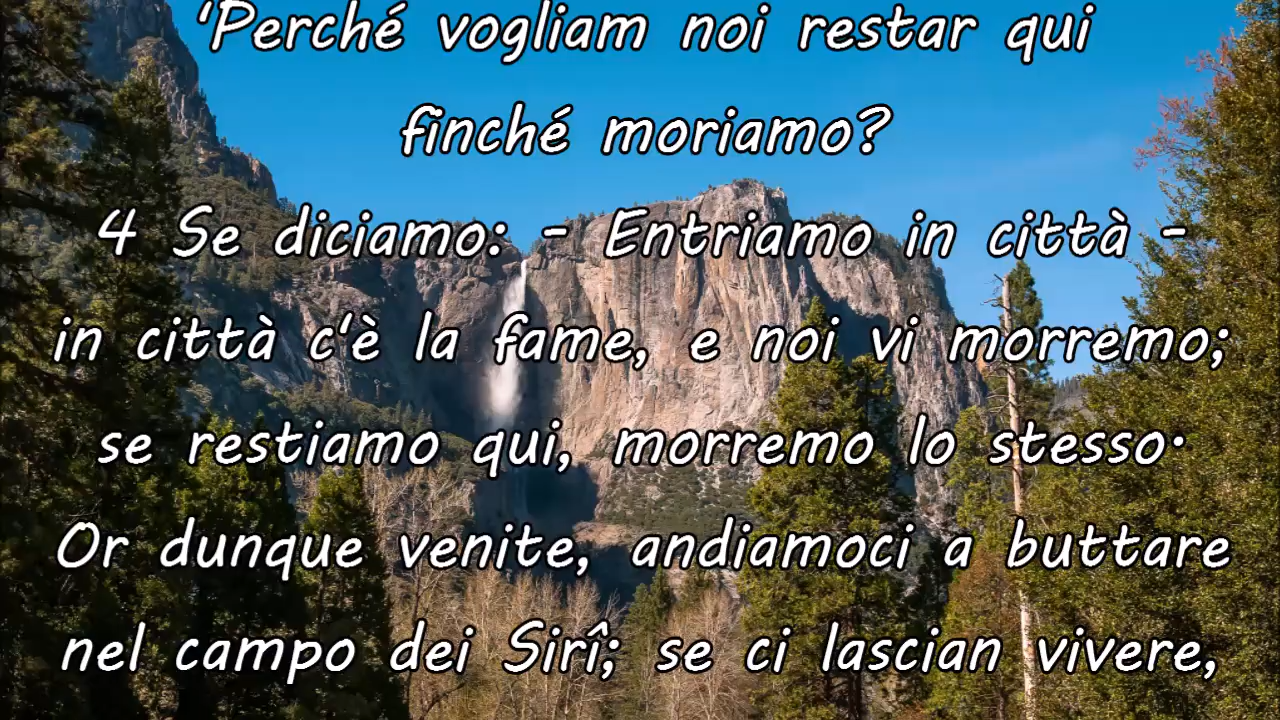 'Perché vogliam noi restar qui
finché moriamo?
4 Se diciamo: - Entriamo in città -
in città c'è la fame, e noi vi morremo;
se restiamo qui, morremo lo stesso.
Or dunque venite, andiamoci a buttare
nel campo dei Sirî; se ci lascian vivere,